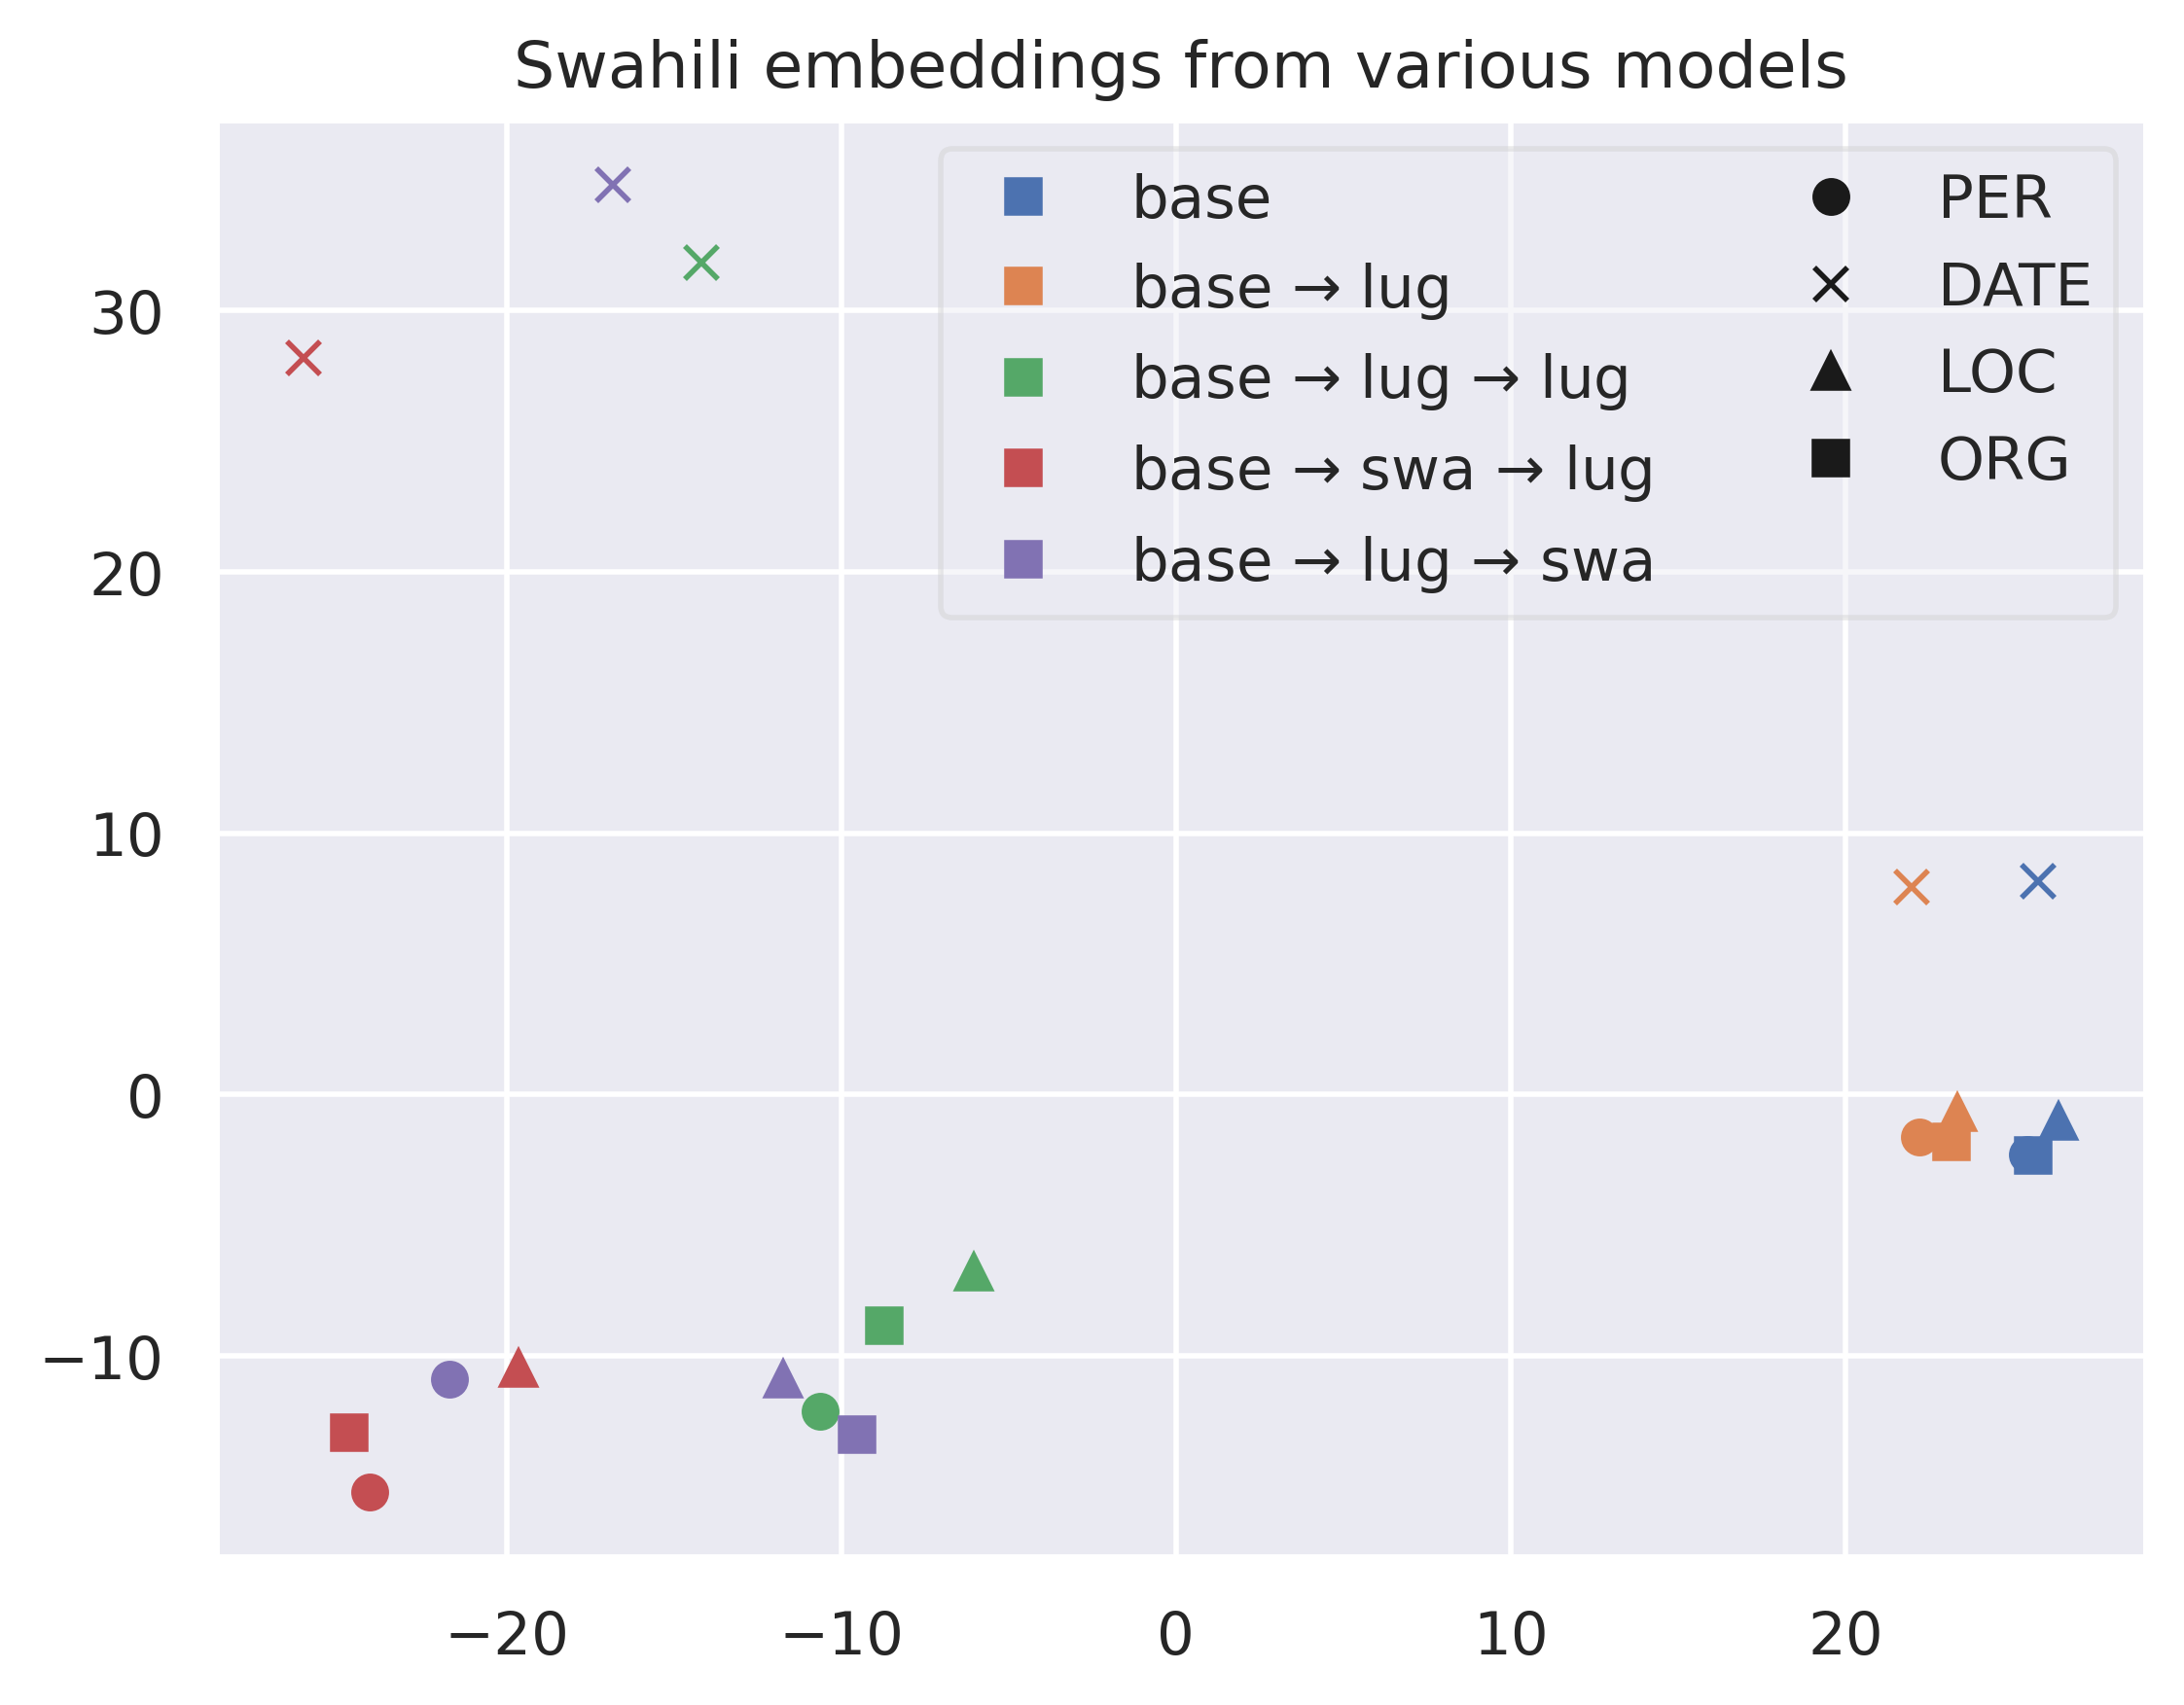 Swahili embeddings from various models
base
base → lug
base → lug → lug
base → swa → lug
base → lug → swa
PER
DATE
LOC
ORG
30
20
10
0
−10
−20
−10
0
10
20